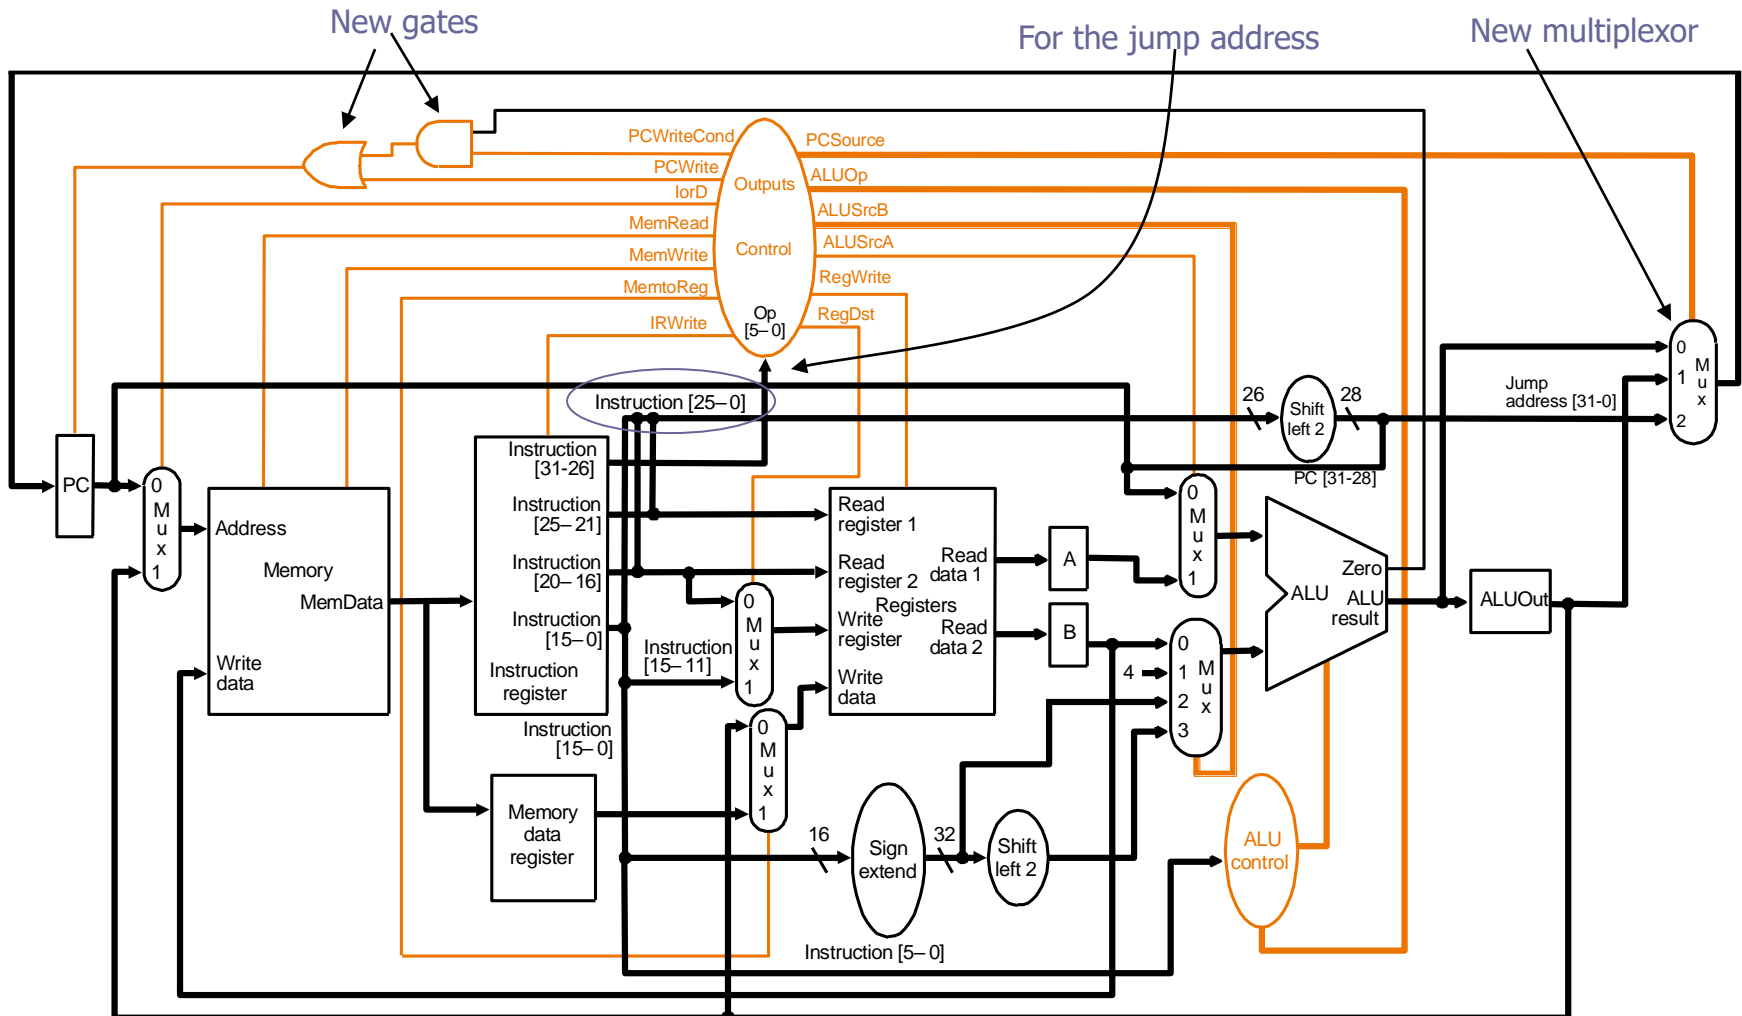 New gates
For the jump address
New multiplexor
PCWriteCond
PCSource
PCWrite
ALUOp
Outputs
IorD
ALUSrcB
MemRead
ALUSrcA
Control
MemWrite
RegWrite
MemtoReg
RegDst
Op
[5–0]
IRWrite
0
M
u
x
1
2
Jump
address [31-0]
Instruction [25–0]
26
Shift
left 2
28
PC [31-28]
PC
0
M
u
x
1
Address
Memory
MemData
Write
data
Instruction
[31-26]
Instruction
[25–21]
Instruction
[20–16]
Instruction
[15–0]
Instruction
register
Instruction
[15–11]
0
M
u
x
1
Read
register 1
Read
register 2
Registers
Write
register
Write
data
Read
data 1
Read
data 2
A
B
0
M
u
x
1
0
4
1
M
u
x
2
3
Zero
ALU
ALU
result
ALUOut
Instruction
[15–0]
0
M
u
x
1
Memory
data
register
16
Sign
extend
32
Shift
left 2
ALU
control
Instruction [5–0]